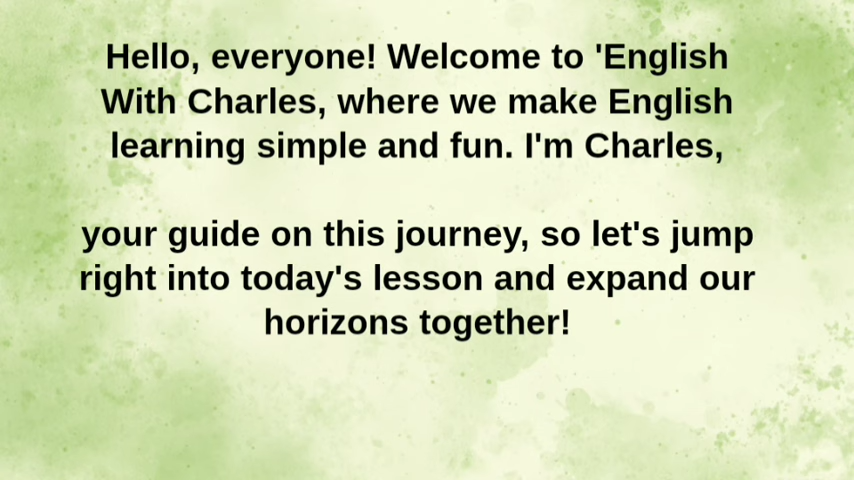 Hello, everyone! Welcome to 'English
With Charles, where we make English
learning simple and fun. I'm Charles,
your guide on this journey, so let's jump
right into today's lesson and expand our
horizons together!